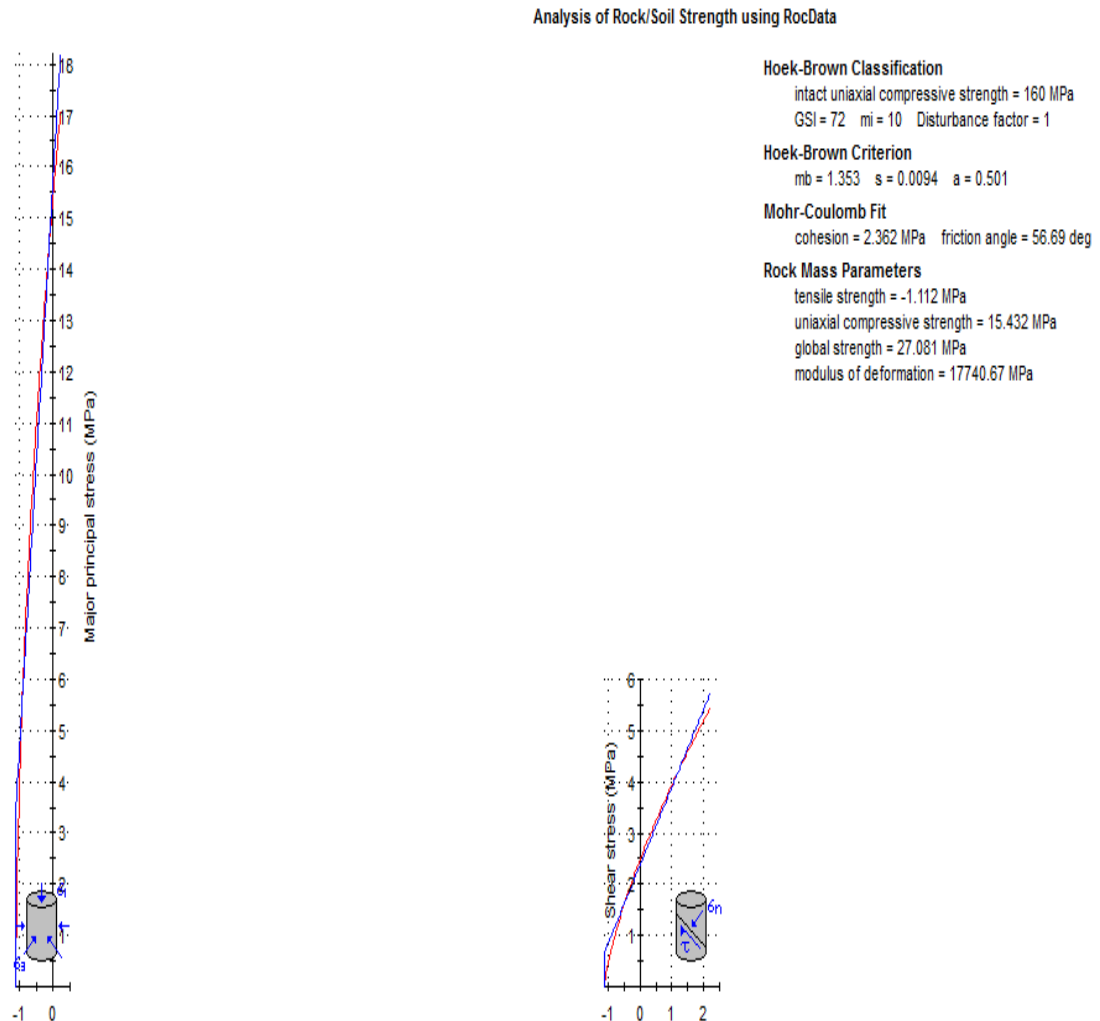 Analysis of Rock/Soil Strength using RocData
Hoek-Brown Classification
intact uniaxial compressive strength = 160 MPa
GSI = 72 mi = 10 Disturbance factor = 1
Hoek-Brown Criterion
mb = 1.353 s = 0.0094 a = 0.501
Mohr-Coulomb Fit
cohesion = 2.362 MPa friction angle = 56.69 deg
Rock Mass Parameters
tensile strength = -1.112 MPa
uniaxial compressive strength = 15.432 MPa
global strength = 27.081 MPa
modulus of deformation = 17740.67 MPa
18
17
16
15
14
13
12
11
10
9
8
7
6
5
4
3
2
1
Major principal stress (MPa)
σ1
σ3
-1 0
6
5
4
3
2
1
Shear stress (MPa)
σn
τ
-1 0 1 2